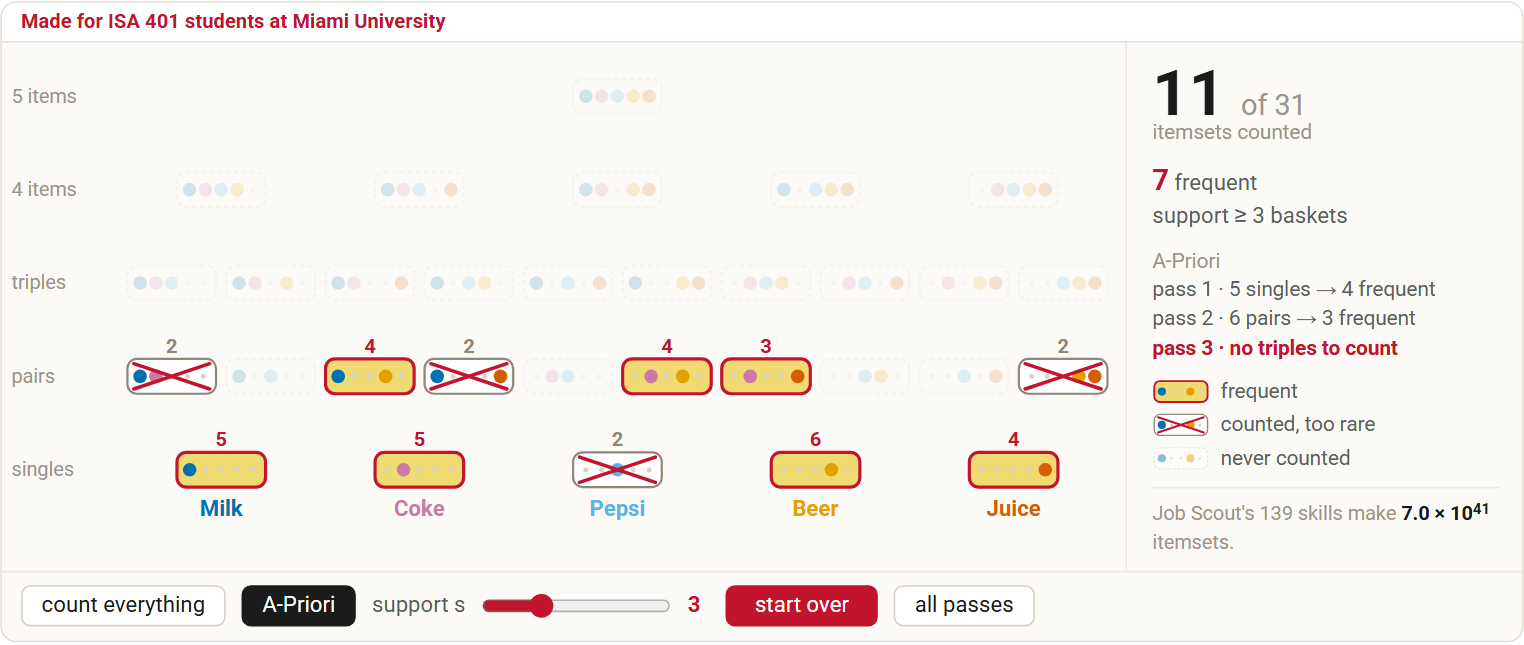 Made for ISA 401 students at Miami University
5 items
4 items
triples
2 4 2 4 3 2
pairs
5 5 2 6 4
singles
Milk Coke Pepsi Beer Juice
11 of 31
itemsets counted
7 frequent
support ≥ 3 baskets
A-Priori
pass 1 · 5 singles → 4 frequent
pass 2 · 6 pairs → 3 frequent
pass 3 · no triples to count
frequent
counted, too rare
never counted
Job Scout's 139 skills make 7.0 × 10⁴¹
itemsets.
count everything A-Priori support s 3 start over all passes